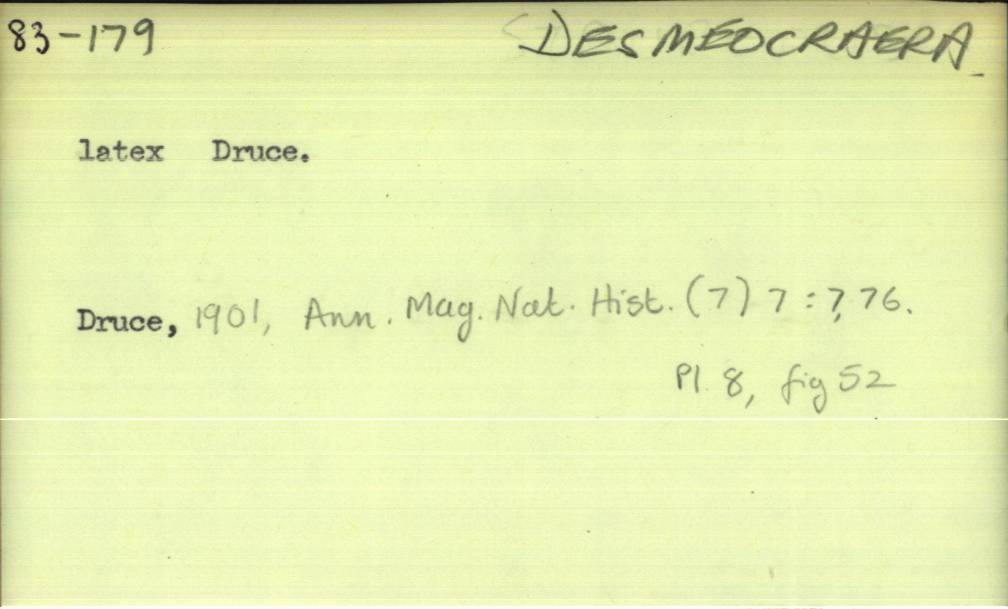 83-179 DESMEOCRAERA
latex Druce.
Druce, 1901, Ann. Mag. Nat. Hist. (7) 7 : 7, 76.
Pl. 8, fig 52